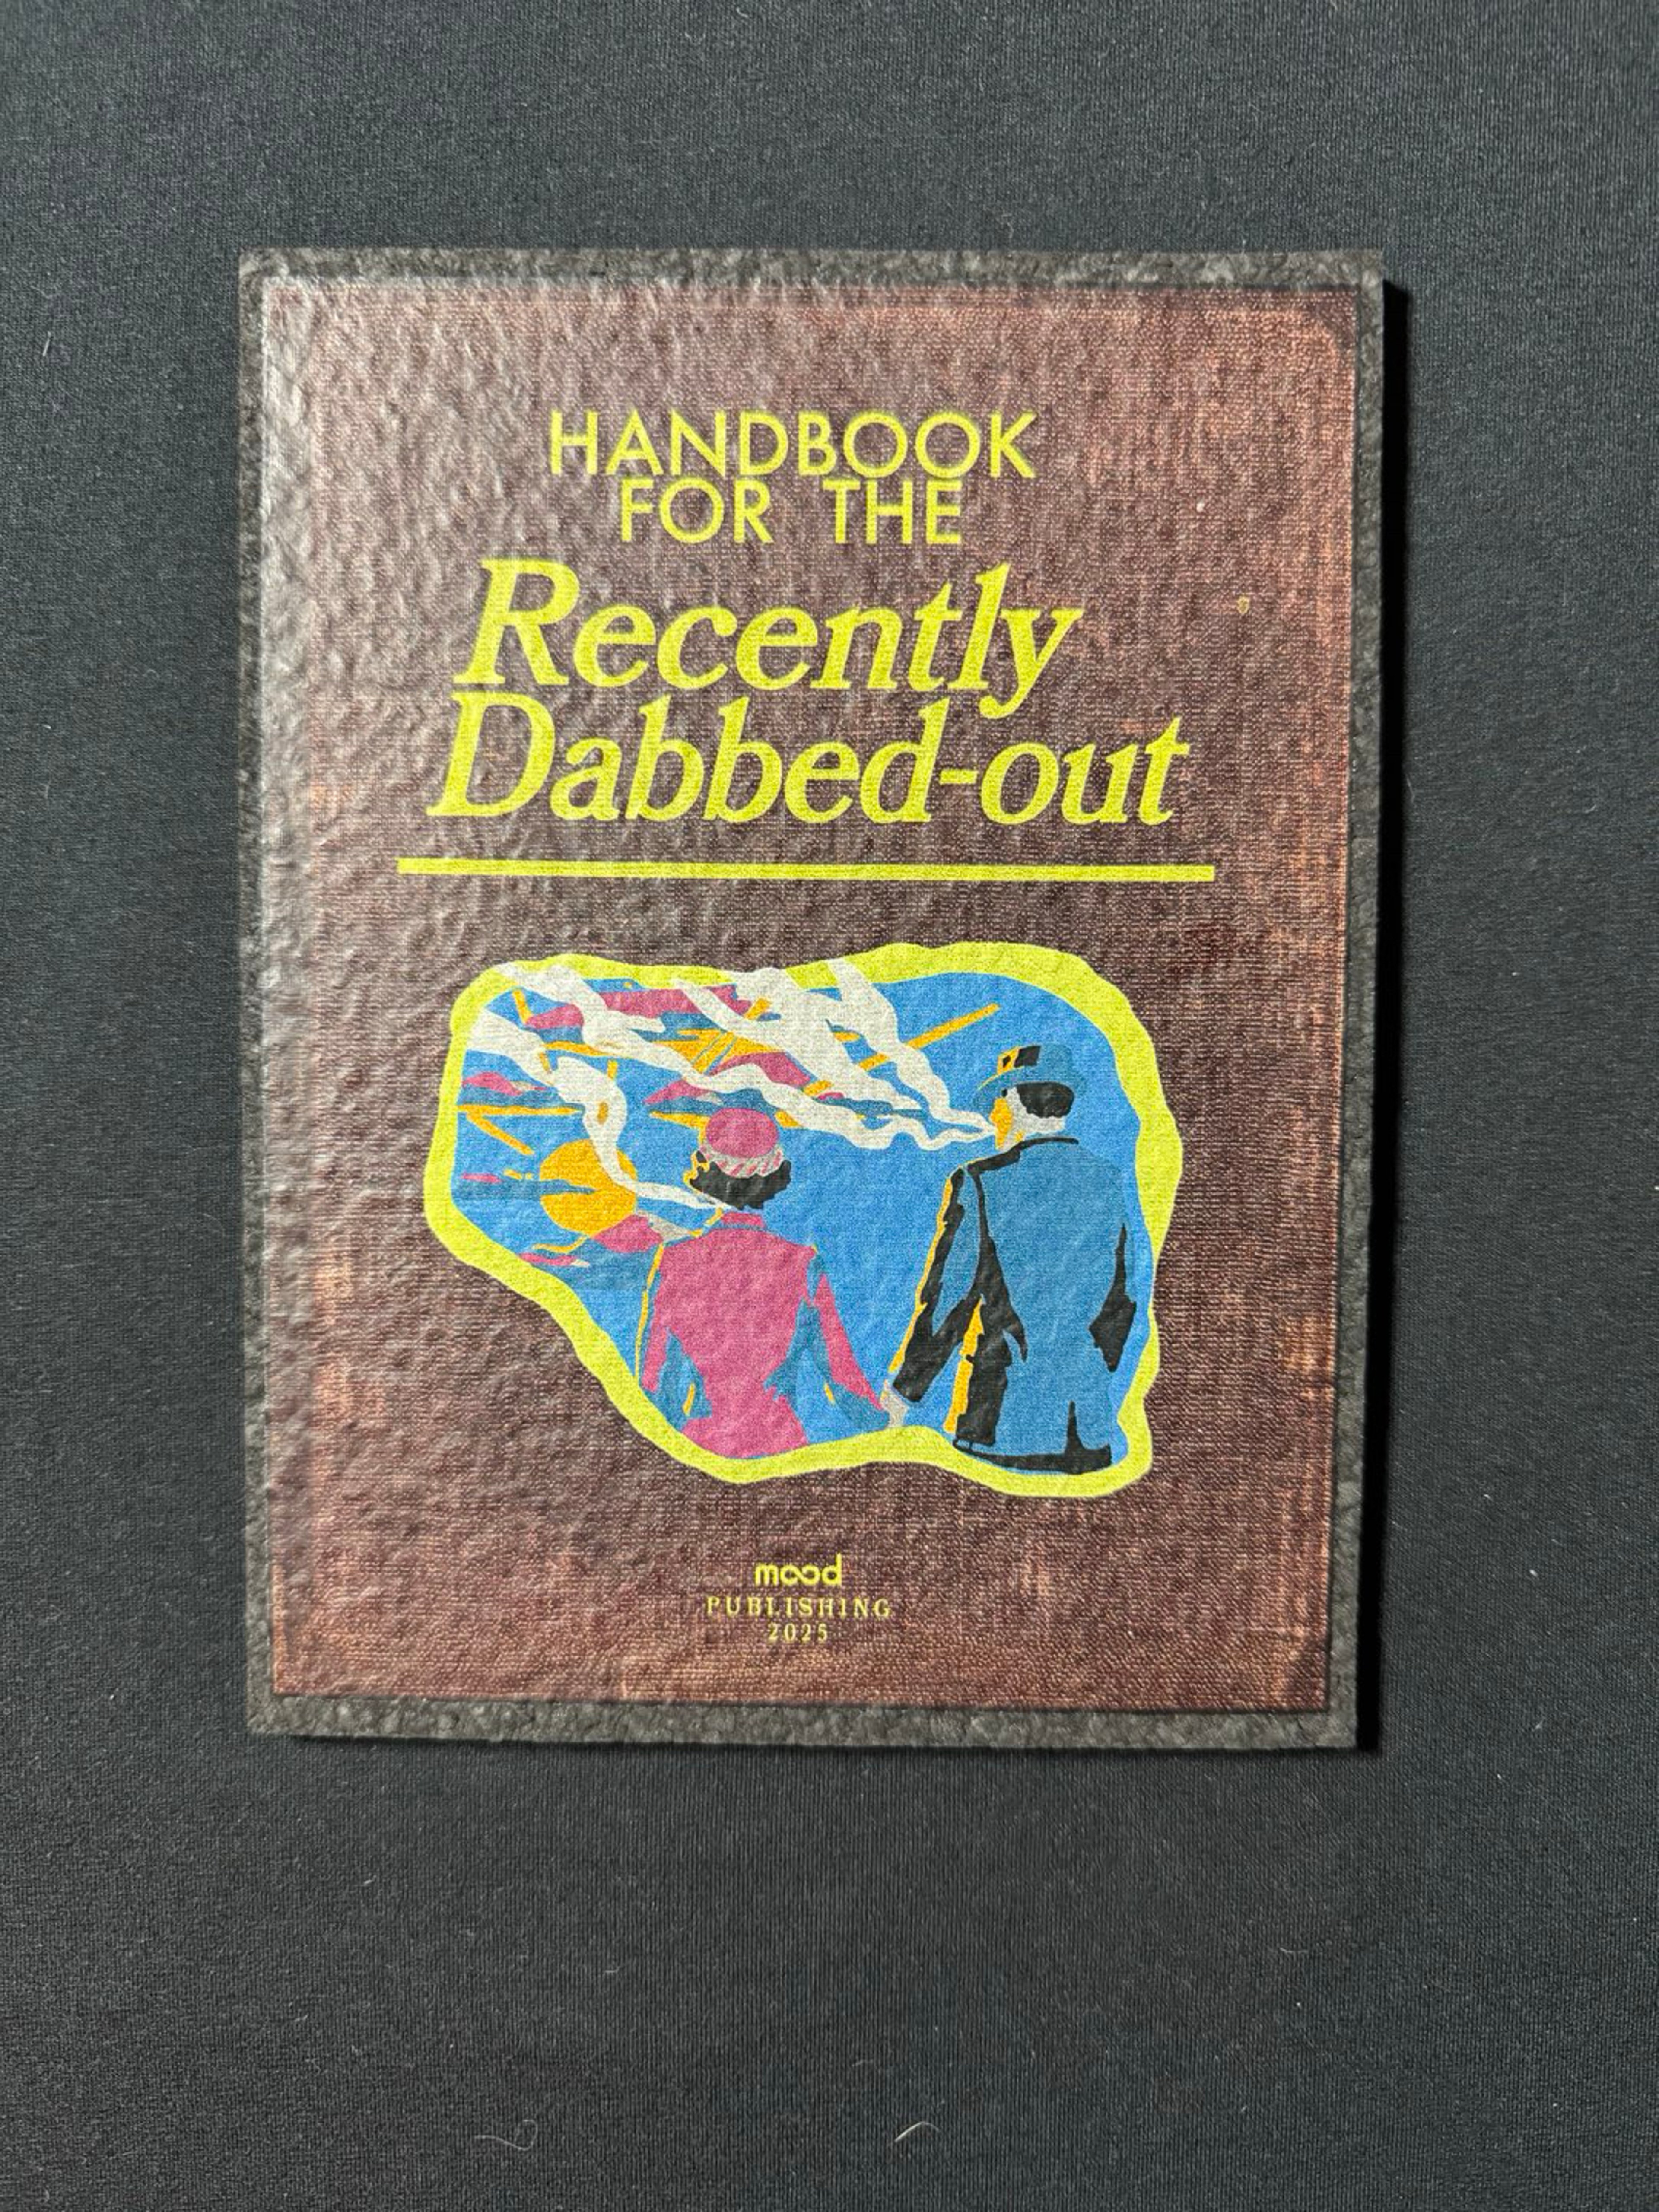 HANDBOOK
FOR THE
Recently
Dabbed-out
mood
PUBLISHING
2025